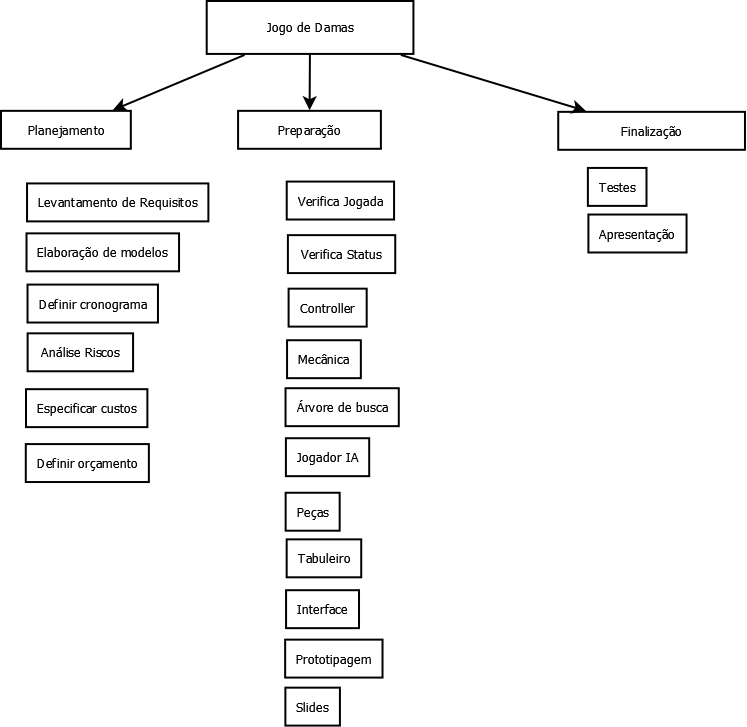 Jogo de Damas
Planejamento
Preparação
Finalização
Levantamento de Requisitos
Elaboração de modelos
Definir cronograma
Análise Riscos
Especificar custos
Definir orçamento
Verifica Jogada
Verifica Status
Controller
Mecânica
Árvore de busca
Jogador IA
Peças
Tabuleiro
Interface
Prototipagem
Slides
Testes
Apresentação